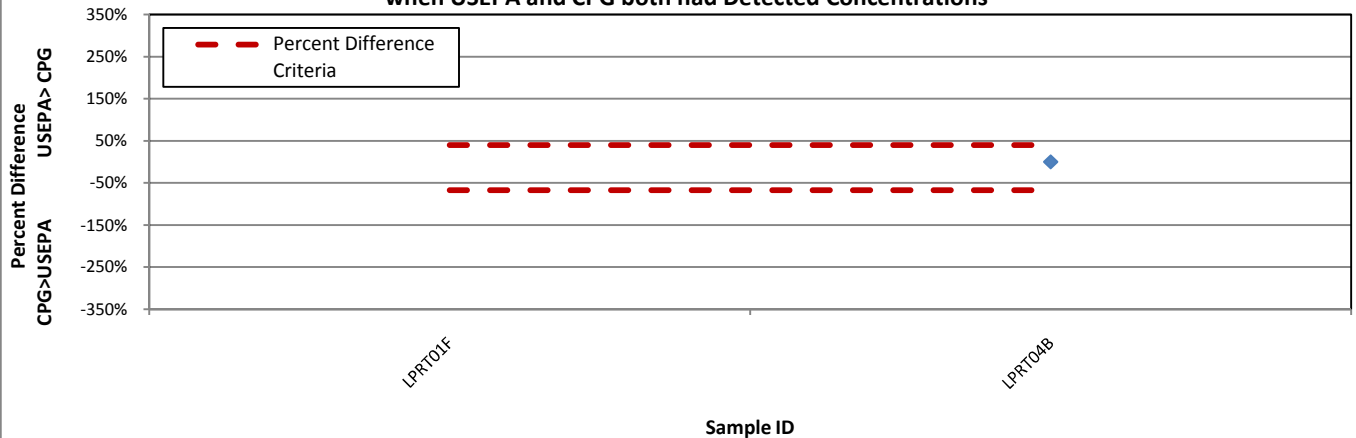 when USEPA and CPG both had Detected Concentrations
350%
250%
150%
50%
-50%
-150%
-250%
-350%
Percent Difference
Criteria
Percent Difference
CPG>USEPA USEPA> CPG
LPRT01F
LPRT04B
Sample ID